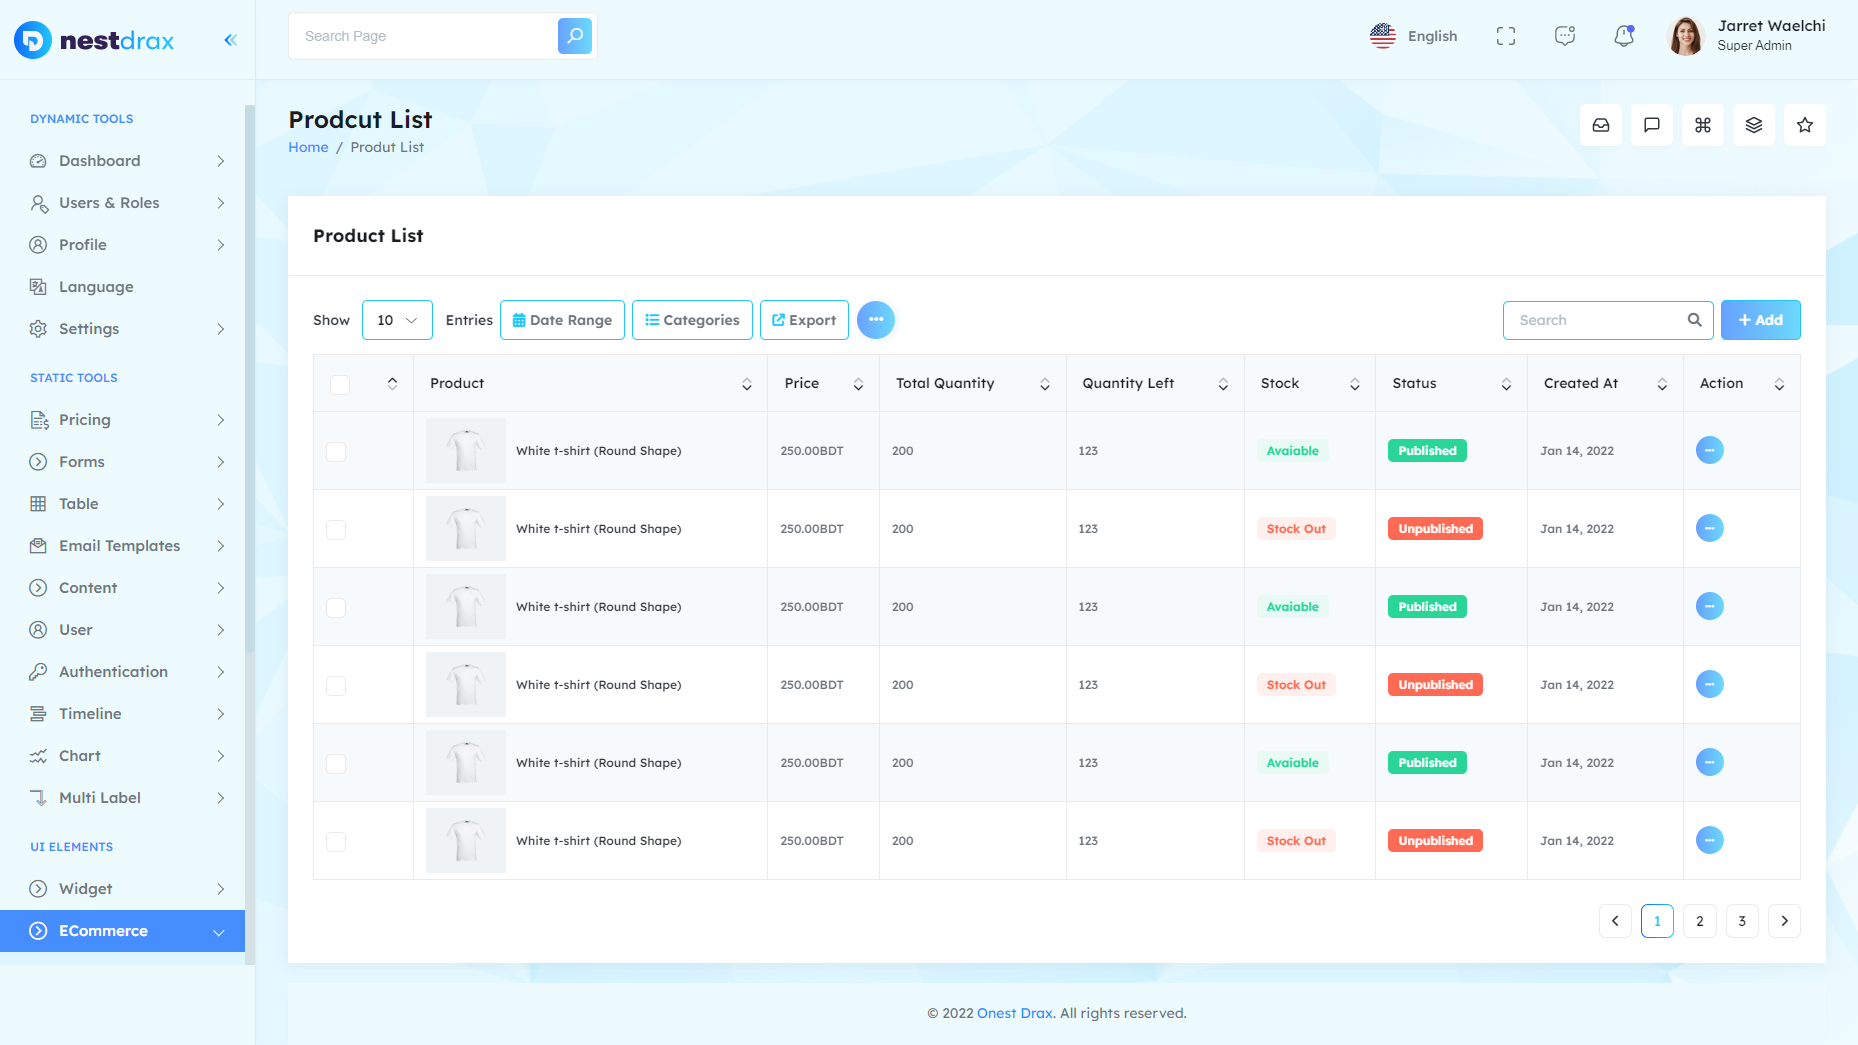 nestdrax
Search Page
English
Jarret Waelchi
Super Admin
DYNAMIC TOOLS
Dashboard
Users & Roles
Profile
Language
Settings
STATIC TOOLS
Pricing
Forms
Table
Email Templates
Content
User
Authentication
Timeline
Chart
Multi Label
UI ELEMENTS
Widget
ECommerce
Prodcut List
Home / Produt List
Product List
Show 10 Entries Date Range Categories Export Search + Add
Product Price Total Quantity Quantity Left Stock Status Created At Action
White t-shirt (Round Shape) 250.00BDT 200 123 Avaiable Published Jan 14, 2022
White t-shirt (Round Shape) 250.00BDT 200 123 Stock Out Unpublished Jan 14, 2022
White t-shirt (Round Shape) 250.00BDT 200 123 Avaiable Published Jan 14, 2022
White t-shirt (Round Shape) 250.00BDT 200 123 Stock Out Unpublished Jan 14, 2022
White t-shirt (Round Shape) 250.00BDT 200 123 Avaiable Published Jan 14, 2022
White t-shirt (Round Shape) 250.00BDT 200 123 Stock Out Unpublished Jan 14, 2022
1 2 3
© 2022 Onest Drax. All rights reserved.